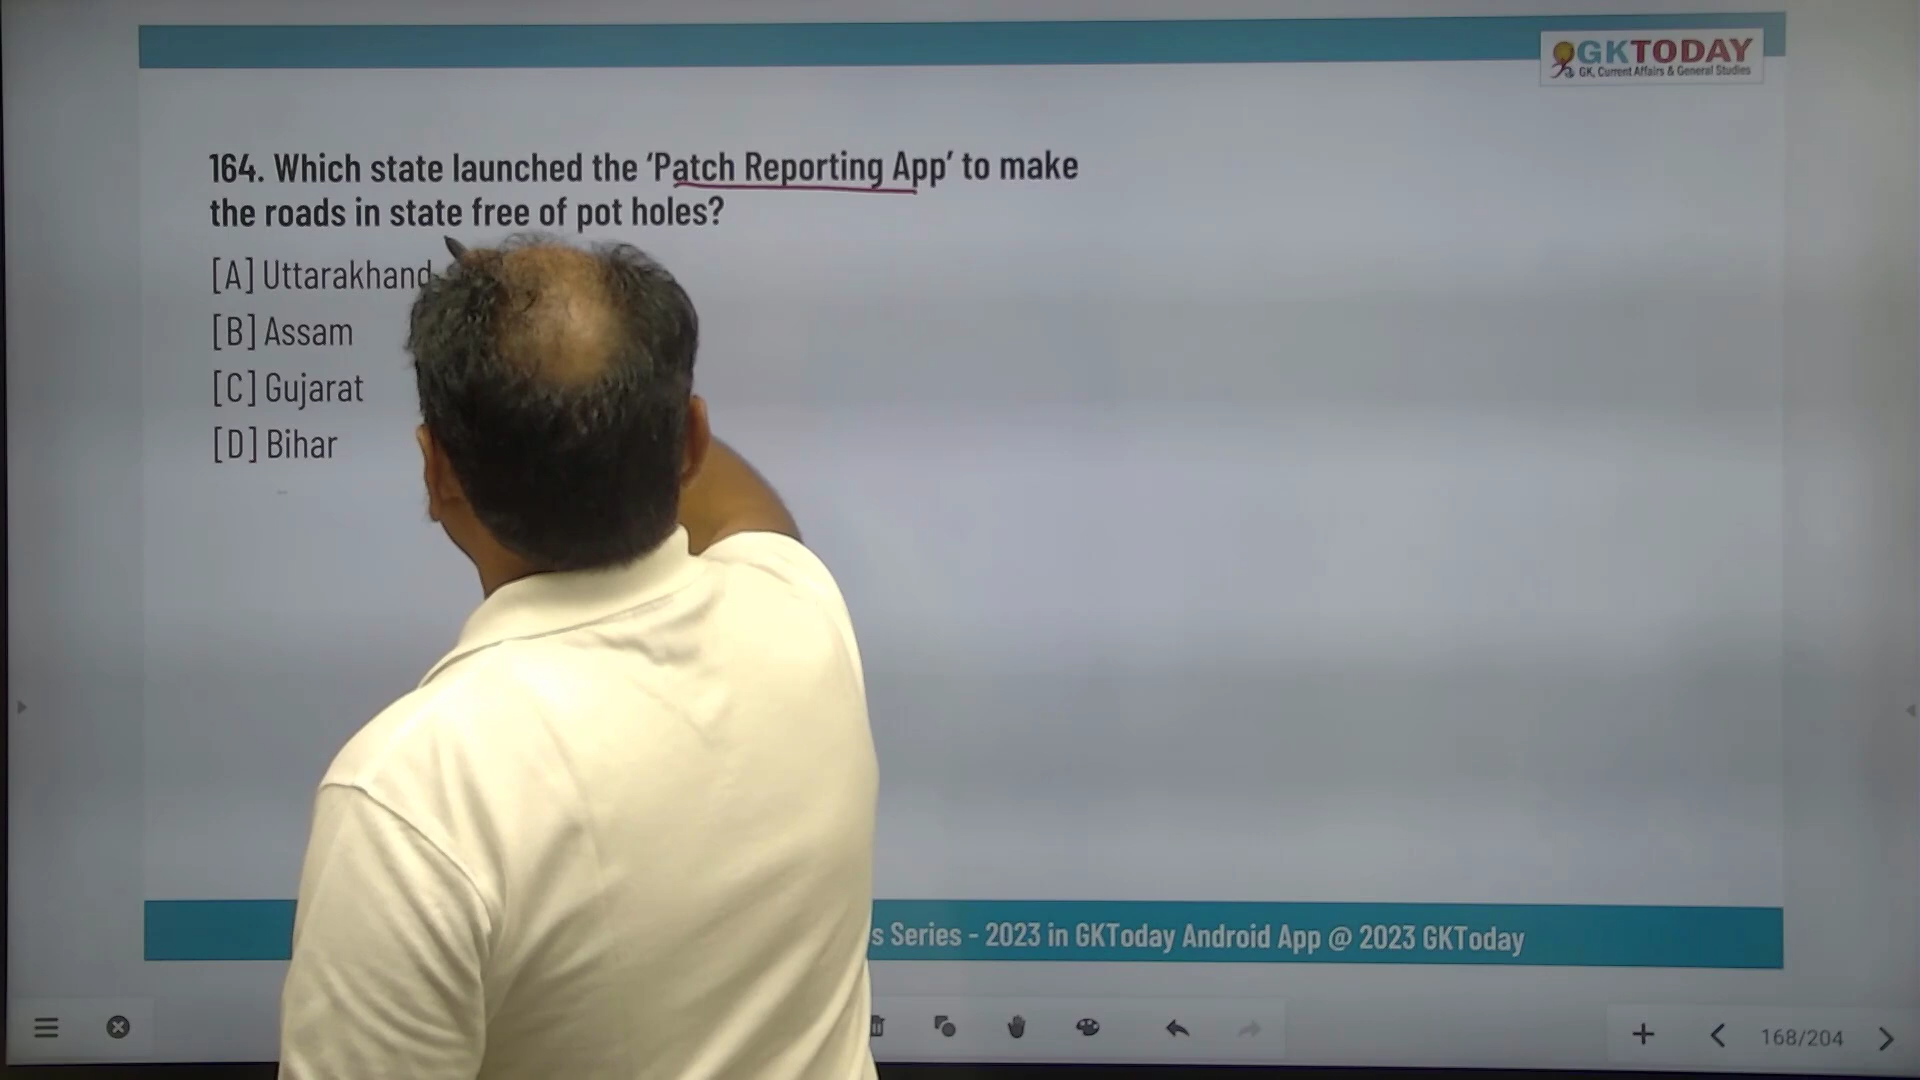 GKTODAY
GK, Current Affairs & General Studies
164. Which state launched the ‘Patch Reporting App’ to make
the roads in state free of pot holes?
[A] Uttarakhand
[B] Assam
[C] Gujarat
[D] Bihar
s Series - 2023 in GKToday Android App @ 2023 GKToday
168/204